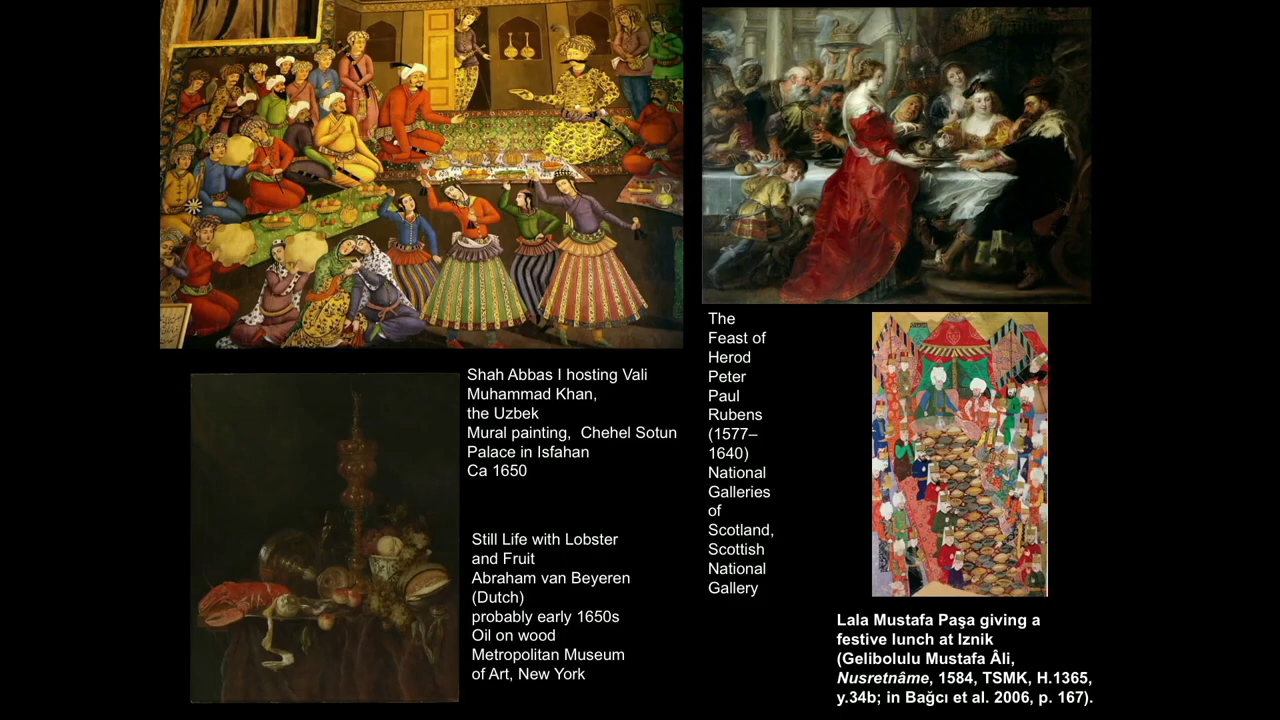 Shah Abbas I hosting Vali
Muhammad Khan,
the Uzbek
Mural painting,  Chehel Sotun
Palace in Isfahan
Ca 1650
Still Life with Lobster
and Fruit
Abraham van Beyeren
(Dutch)
probably early 1650s
Oil on wood
Metropolitan Museum
of Art, New York
The
Feast of
Herod
Peter
Paul
Rubens
(1577–
1640)
National
Galleries
of
Scotland,
Scottish
National
Gallery
Lala Mustafa Paşa giving a
festive lunch at Iznik
(Gelibolulu Mustafa Âli,
Nusretnâme, 1584, TSMK, H.1365,
y.34b; in Bağcı et al. 2006, p. 167).